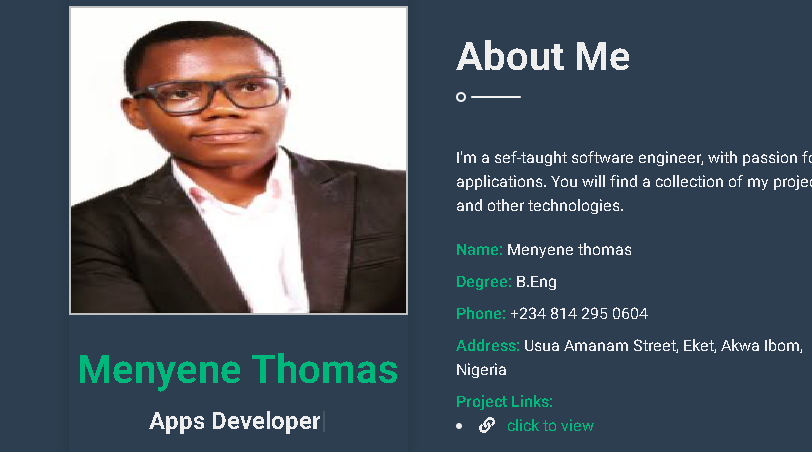 About Me
I'm a sef-taught software engineer, with passion
applications. You will find a collection of my
and other technologies.
Name: Menyene thomas
Degree: B.Eng
Phone: +234 814 295 0604
Address: Usua Amanam Street, Eket, Akwa Ibom,
Nigeria
Project Links:
click to view
Menyene Thomas
Apps Developer